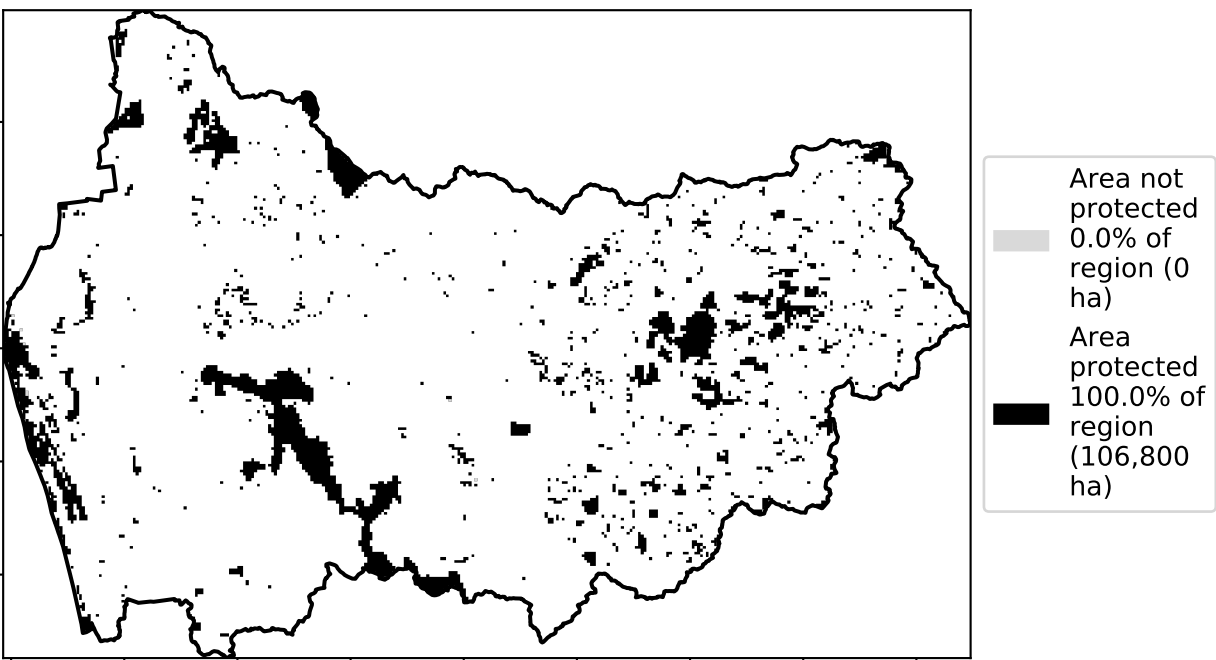 Area not
protected
0.0% of
region (0
ha)
Area
protected
100.0% of
region
(106,800
ha)